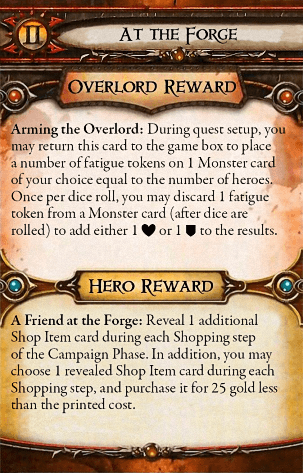 II
At the Forge
Overlord Reward
Arming the Overlord: During quest setup, you
may return this card to the game box to place
a number of fatigue tokens on 1 Monster card
of your choice equal to the number of heroes.
Once per dice roll, you may discard 1 fatigue
token from a Monster card (after dice are
rolled) to add either 1 ♥ or 1 to the results.
Hero Reward
A Friend at the Forge: Reveal 1 additional
Shop Item card during each Shopping step
of the Campaign Phase. In addition, you may
choose 1 revealed Shop Item card during each
Shopping step, and purchase it for 25 gold less
than the printed cost.